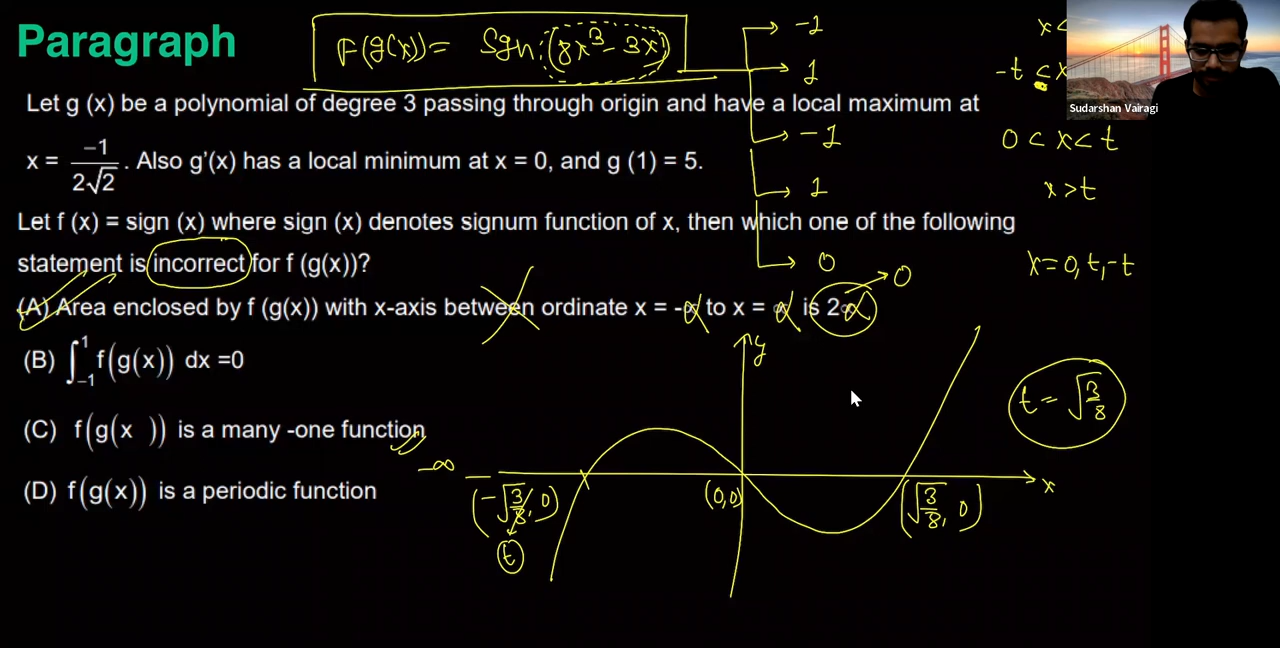 Paragraph
F(g(x)) = Sgn (8x³ - 3x)
-1
1
-1
1
0
x<
-t < x
0 < x < t
x > t
x = 0, t, -t
Sudarshan Vairagi
Let g (x) be a polynomial of degree 3 passing through origin and have a local maximum at
x = -1/2√2. Also g'(x) has a local minimum at x = 0, and g (1) = 5.
Let f (x) = sign (x) where sign (x) denotes signum function of x, then which one of the following
statement is incorrect for f (g(x))?
(A) Area enclosed by f (g(x)) with x-axis between ordinate x = -α to x = α is 2α
0
(B) ∫₋₁¹ f(g(x)) dx =0
(C) f(g(x )) is a many -one function
(D) f(g(x)) is a periodic function
y
t = √3/8
-∞
x
(-√3/8, 0)
(0,0)
(√3/8, 0)
t